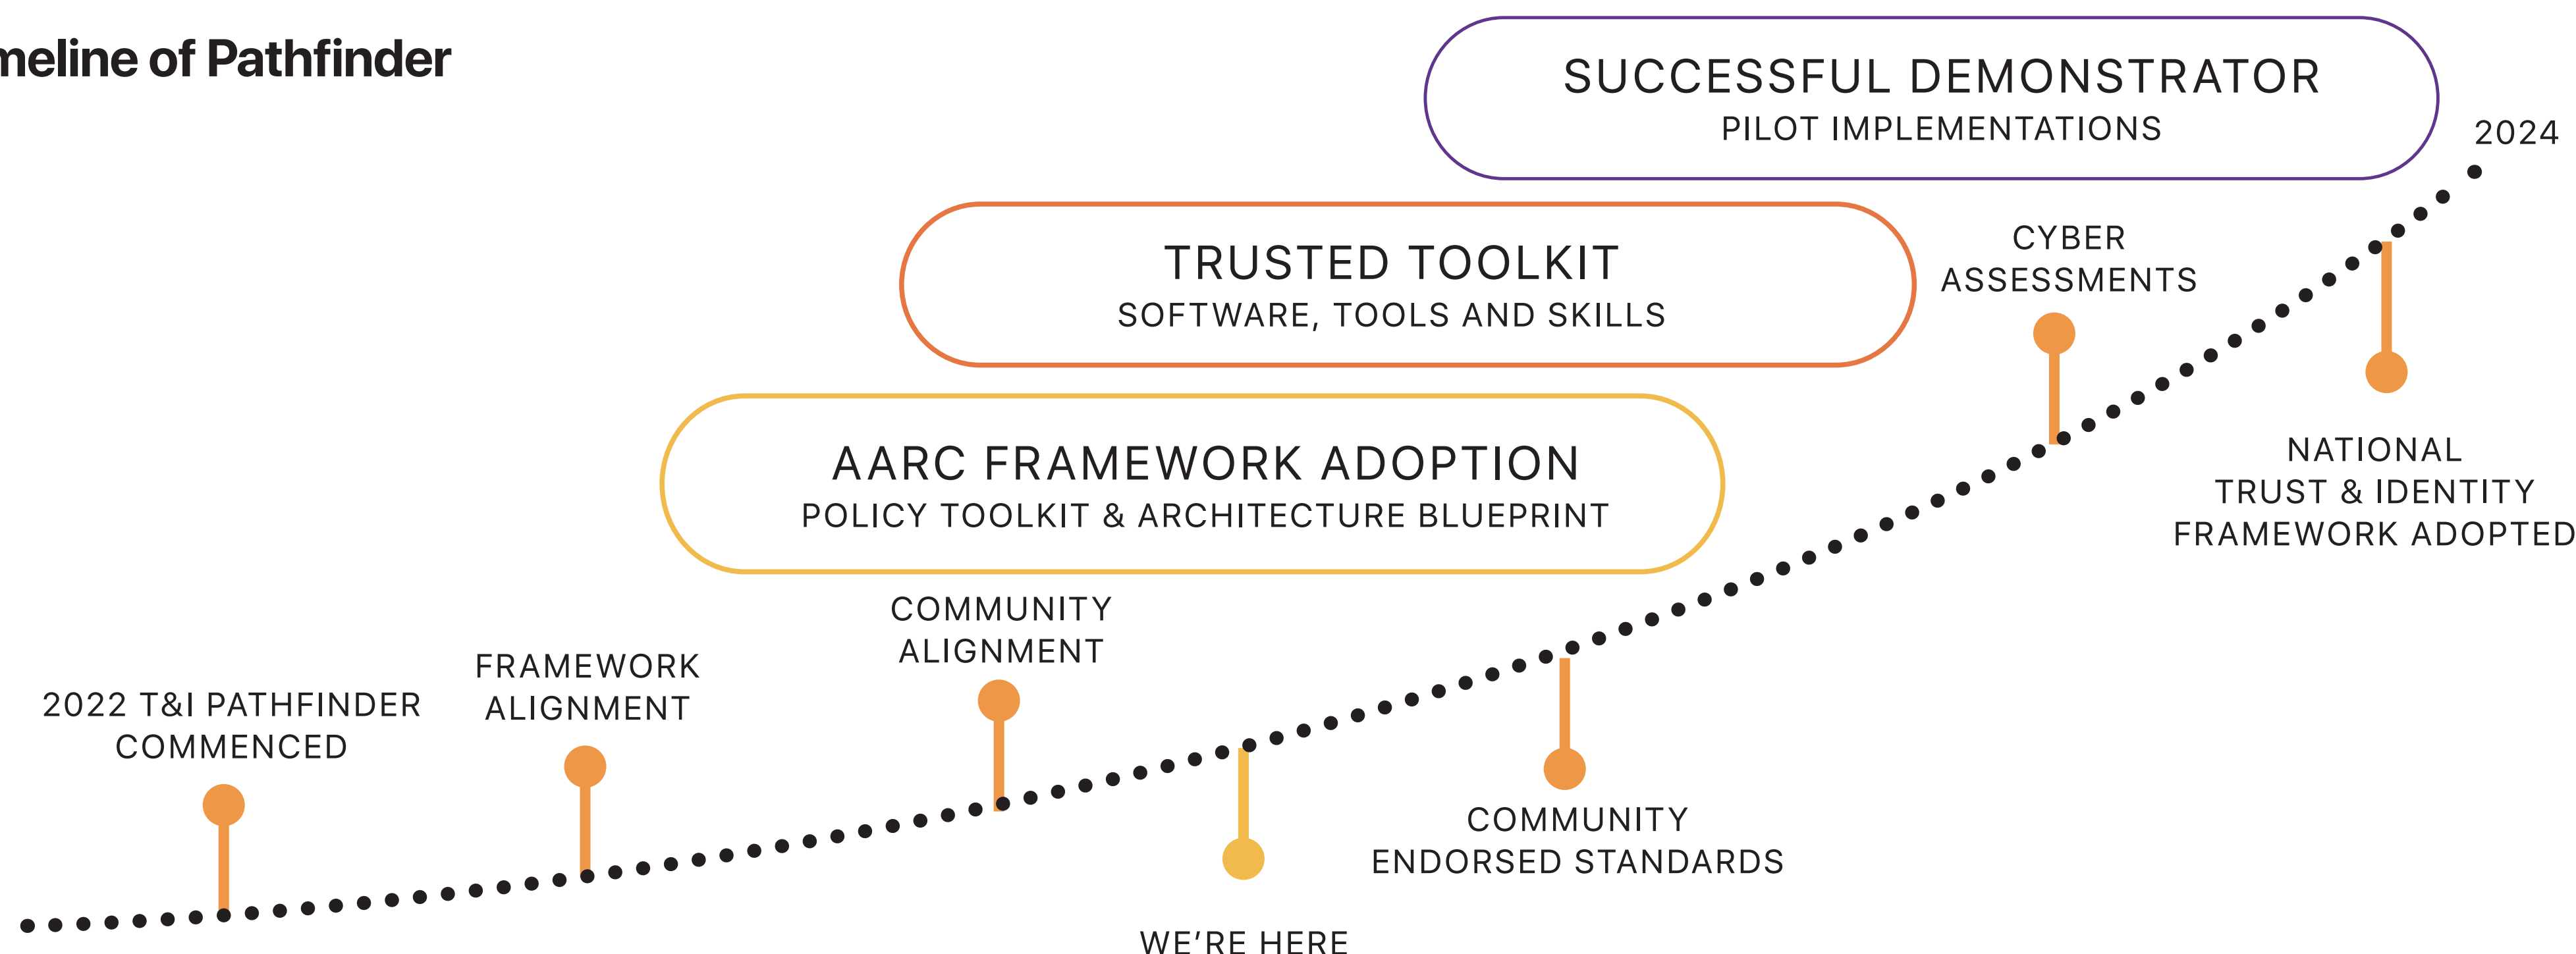 meline of Pathfinder
SUCCESSFUL DEMONSTRATOR
PILOT IMPLEMENTATIONS
2024
TRUSTED TOOLKIT
SOFTWARE, TOOLS AND SKILLS
CYBER
ASSESSMENTS
AARC FRAMEWORK ADOPTION
POLICY TOOLKIT & ARCHITECTURE BLUEPRINT
NATIONAL
TRUST & IDENTITY
FRAMEWORK ADOPTED
COMMUNITY
ALIGNMENT
FRAMEWORK
ALIGNMENT
2022 T&I PATHFINDER
COMMENCED
COMMUNITY
ENDORSED STANDARDS
WE’RE HERE